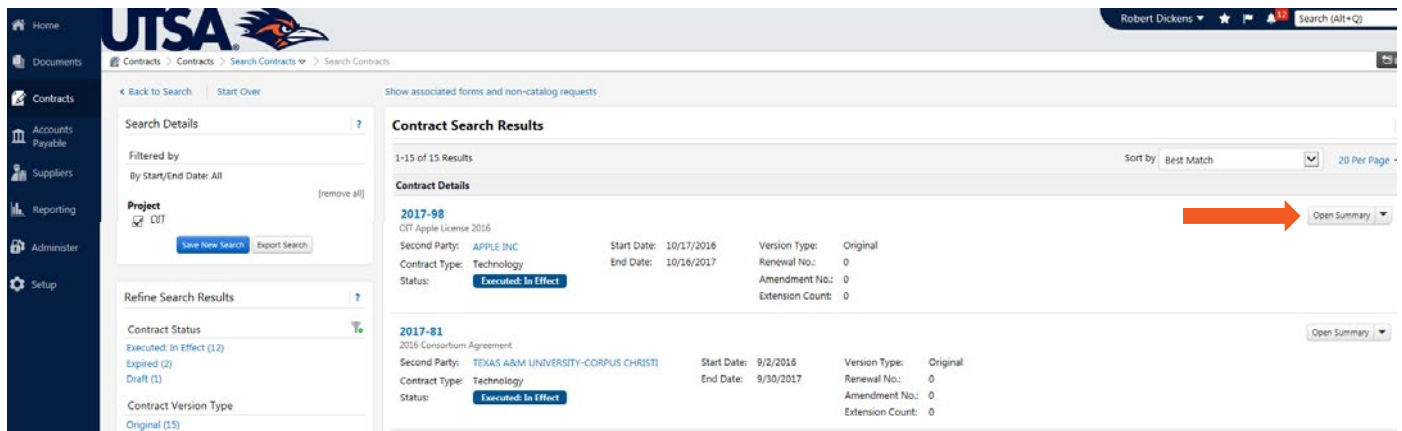 Home
Documents
Contracts
Accounts
Payable
Suppliers
Reporting
Administer
Setup
UTSA
Robert Dickens
12
Search (Alt+Q)
Contracts > Contracts > Search Contracts > Search Contracts
< Back to Search
Start Over
Show associated forms and non-catalog requests
Search Details ?
Filtered by
By Start/End Date: All
[remove all]
Project
Save New Search Export Search
Refine Search Results ?
Contract Status
Executed: In Effect (12)
Expired (2)
Draft (1)
Contract Version Type
Original (15)
Contract Search Results
1-15 of 15 Results Sort by Best Match 20 Per Page
Contract Details
2017-98 Open Summary
OIT Apple License 2016
Second Party: APPLE INC Start Date: 10/17/2016 Version Type: Original
Contract Type: Technology End Date: 10/16/2017 Renewal No.: 0
Status: Executed: In Effect Amendment No.: 0
Extension Count: 0
2017-81 Open Summary
2016 Consortium Agreement
Second Party: TEXAS A&M UNIVERSITY-CORPUS CHRISTI Start Date: 9/2/2016 Version Type: Original
Contract Type: Technology End Date: 9/30/2017 Renewal No.: 0
Status: Executed: In Effect Amendment No.: 0
Extension Count: 0